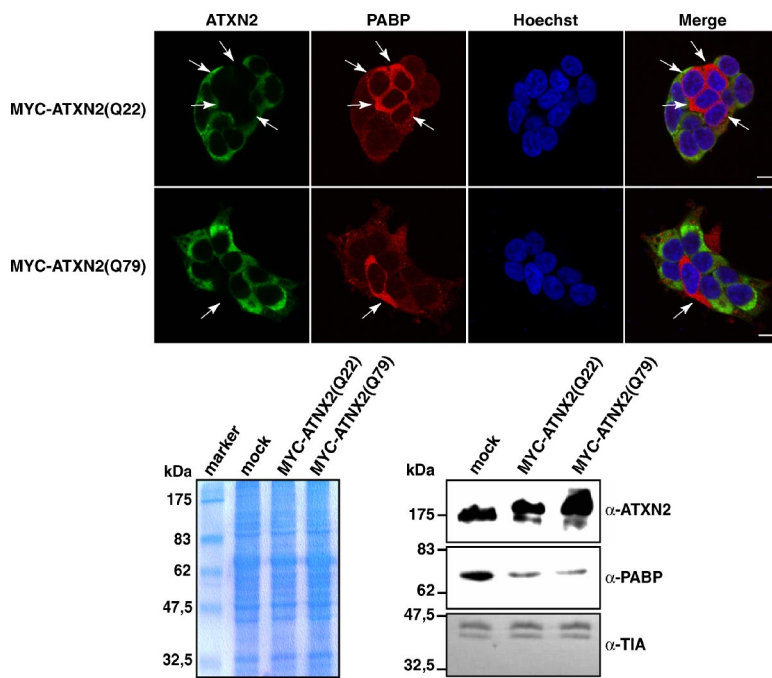 ATXN2 PABP Hoechst Merge
MYC-ATXN2(Q22)
MYC-ATXN2(Q79)
kDa marker mock MYC-ATNX2(Q22) MYC-ATNX2(Q79)
175
83
62
47,5
32,5
kDa mock MYC-ATXN2(Q22) MYC-ATXN2(Q79)
175 α-ATXN2
83
62 α-PABP
47,5
32,5 α-TIA